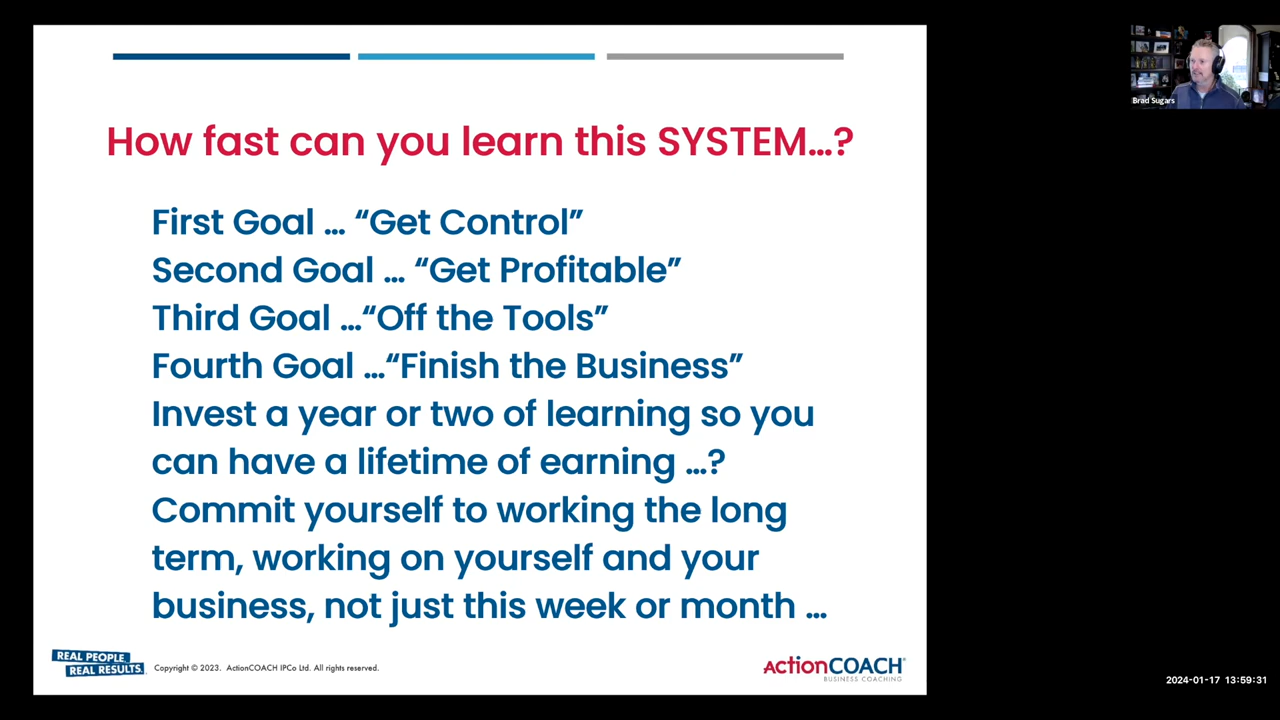 How fast can you learn this SYSTEM...?
First Goal ... “Get Control”
Second Goal ... “Get Profitable”
Third Goal ...“Off the Tools”
Fourth Goal ...“Finish the Business”
Invest a year or two of learning so you
can have a lifetime of earning ...?
Commit yourself to working the long
term, working on yourself and your
business, not just this week or month ...
REAL PEOPLE.
REAL RESULTS.
Copyright © 2023. ActionCOACH IPCo Ltd. All rights reserved.
actionCOACH®
BUSINESS COACHING
Brad Sugars
2024-01-17 13:59:31